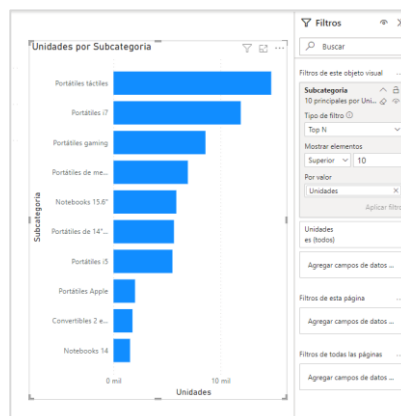 Unidades por Subcategoria
Portátiles táctiles
Portátiles i7
Portátiles gaming
Portátiles de me...
Notebooks 15.6"
Portátiles de 14"...
Portátiles i5
Portátiles Apple
Convertibles 2 e...
Notebooks 14
Subcategoria
0 mil
10 mil
Unidades
Filtros
Buscar
Filtros de este objeto visual
Subcategoria
10 principales por Uni...
Tipo de filtro
Top N
Mostrar elementos
Superior
10
Por valor
Unidades
Aplicar filtro
Unidades
es (todos)
Agregar campos de datos ...
Filtros de esta página
Agregar campos de datos ...
Filtros de todas las páginas
Agregar campos de datos ...